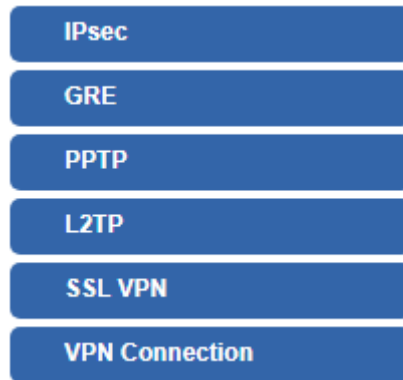 IPsec
GRE
PPTP
L2TP
SSL VPN
VPN Connection